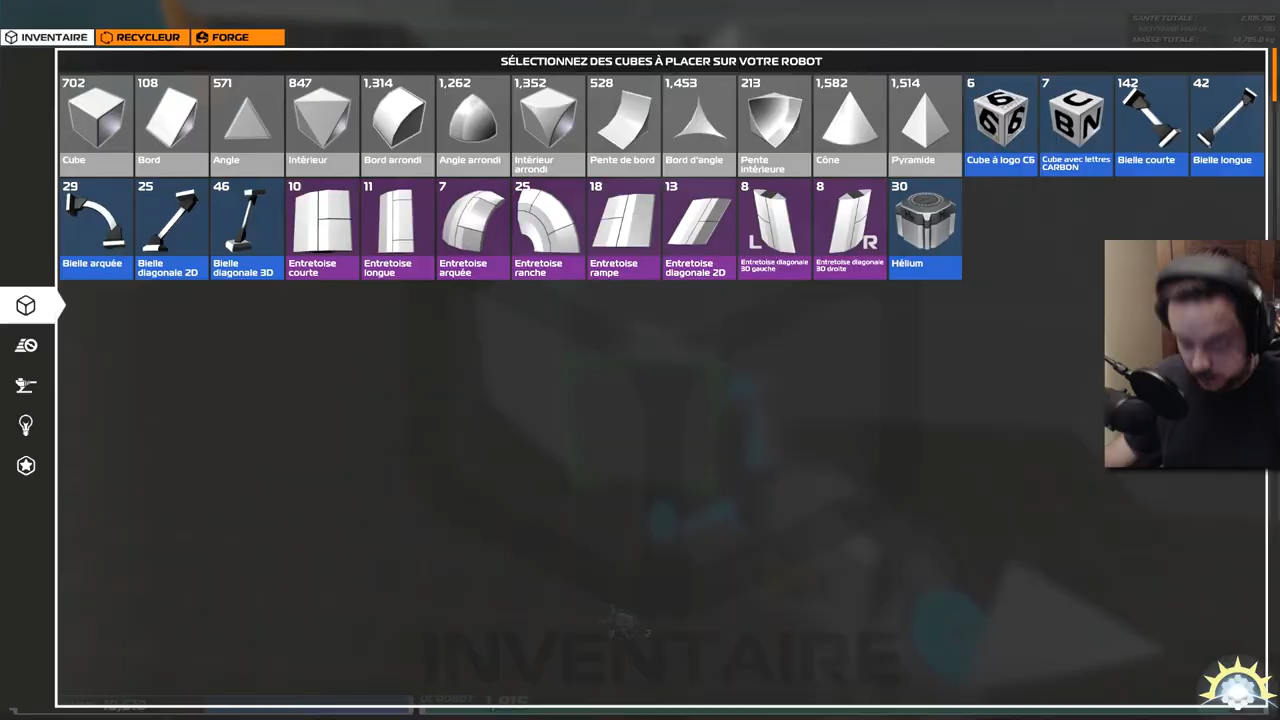 SANTÉ TOTALE :
MASSE TOTALE :
INVENTAIRE
RECYCLEUR
FORGE
SÉLECTIONNEZ DES CUBES À PLACER SUR VOTRE ROBOT
702
108
571
847
1,314
1,262
1,352
528
1,453
213
1,582
1,514
6
7
142
42
Cube
Bord
Angle
Intérieur
Bord arrondi
Angle arrondi
Intérieur arrondi
Pente de bord
Bord d'angle
Pente intérieure
Cône
Pyramide
Cube à logo C6
Cube avec lettres CARBON
Bielle courte
Bielle longue
29
25
46
10
11
7
25
18
13
8
8
30
L
R
Bielle arquée
Bielle diagonale 2D
Bielle diagonale 3D
Entretoise courte
Entretoise longue
Entretoise arquée
Entretoise ranche
Entretoise rampe
Entretoise diagonale 2D
Entretoise diagonale 3D gauche
Entretoise diagonale 3D droite
Hélium
INVENTAIRE